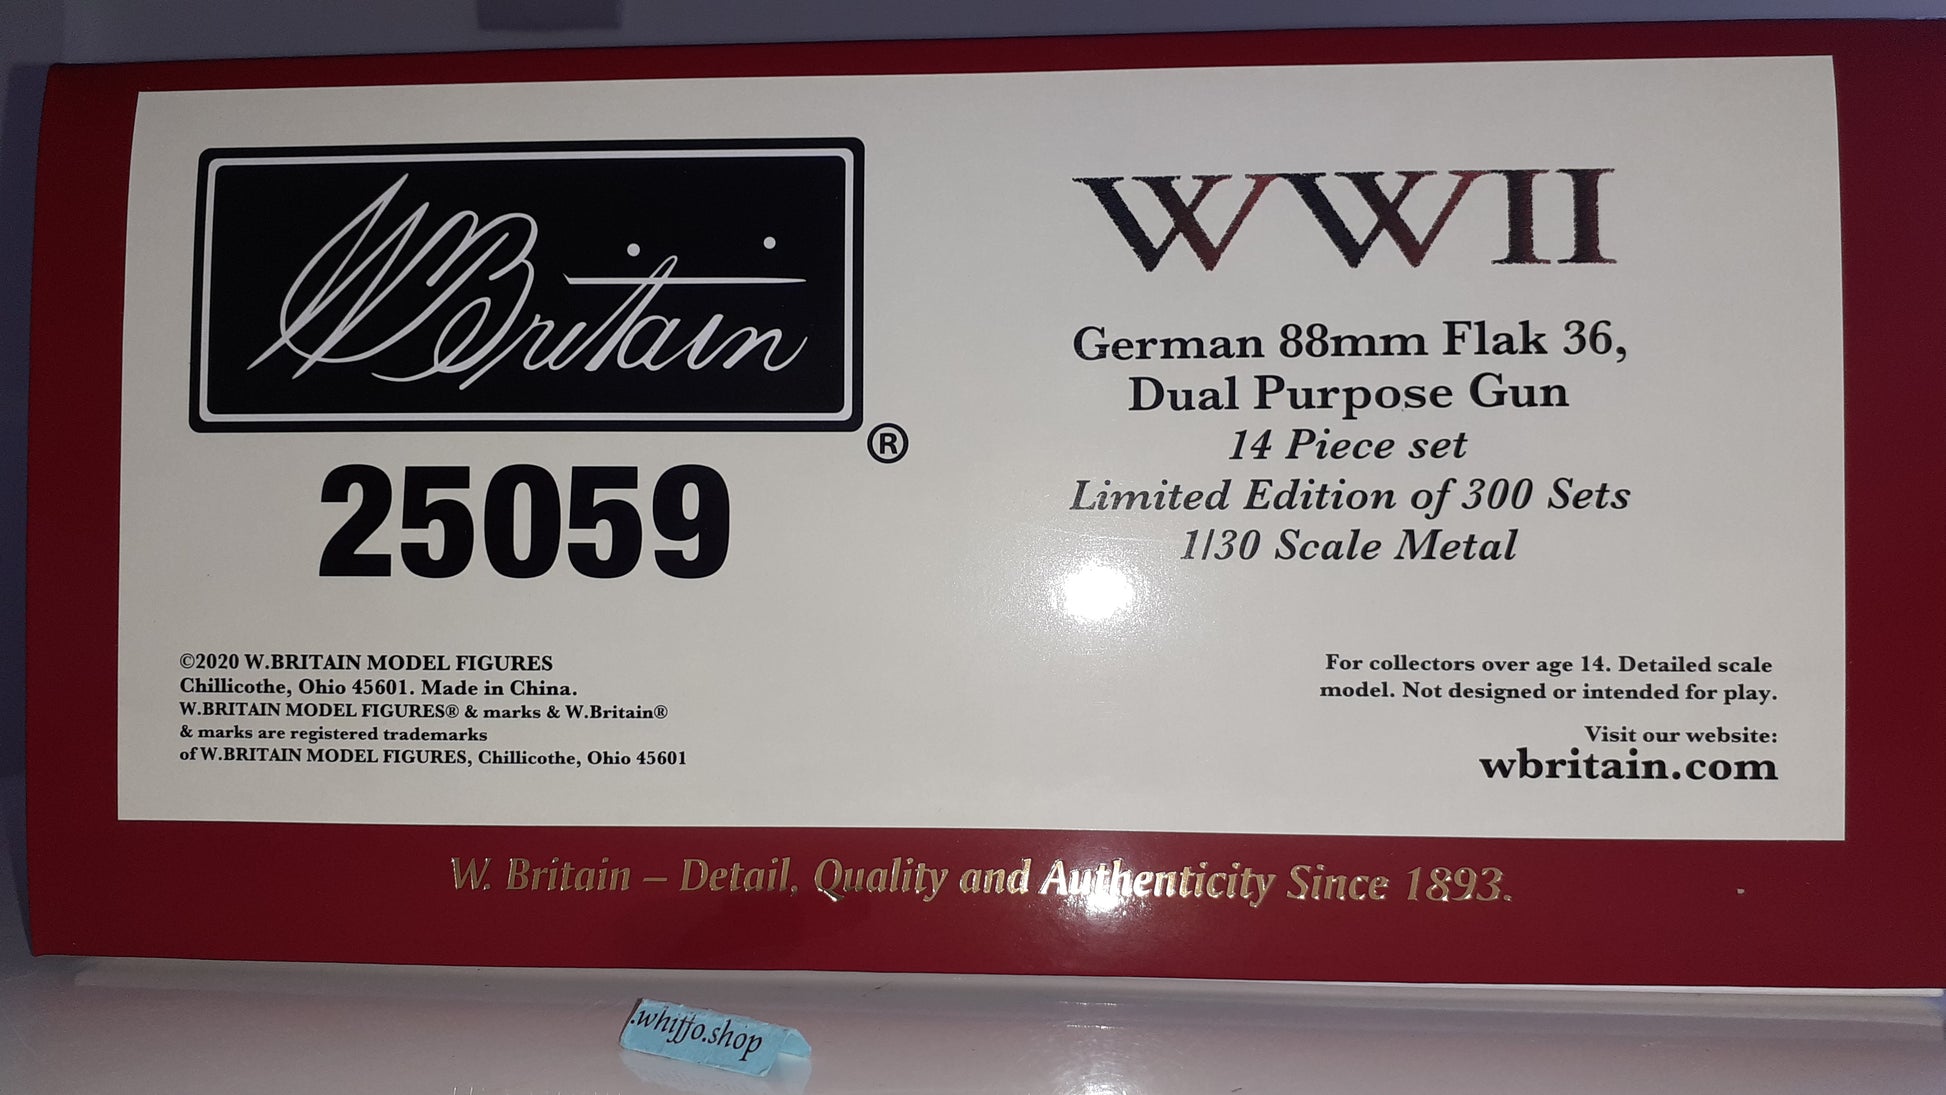 W Britain
®
25059
WWII
German 88mm Flak 36,
Dual Purpose Gun
14 Piece set
Limited Edition of 300 Sets
1/30 Scale Metal
©2020 W.BRITAIN MODEL FIGURES
Chillicothe, Ohio 45601. Made in China.
W.BRITAIN MODEL FIGURES® & marks & W.Britain®
& marks are registered trademarks
of W.BRITAIN MODEL FIGURES, Chillicothe, Ohio 45601
For collectors over age 14. Detailed scale
model. Not designed or intended for play.
Visit our website:
wbritain.com
W. Britain – Detail, Quality and Authenticity Since 1893.
.whiffo.shop